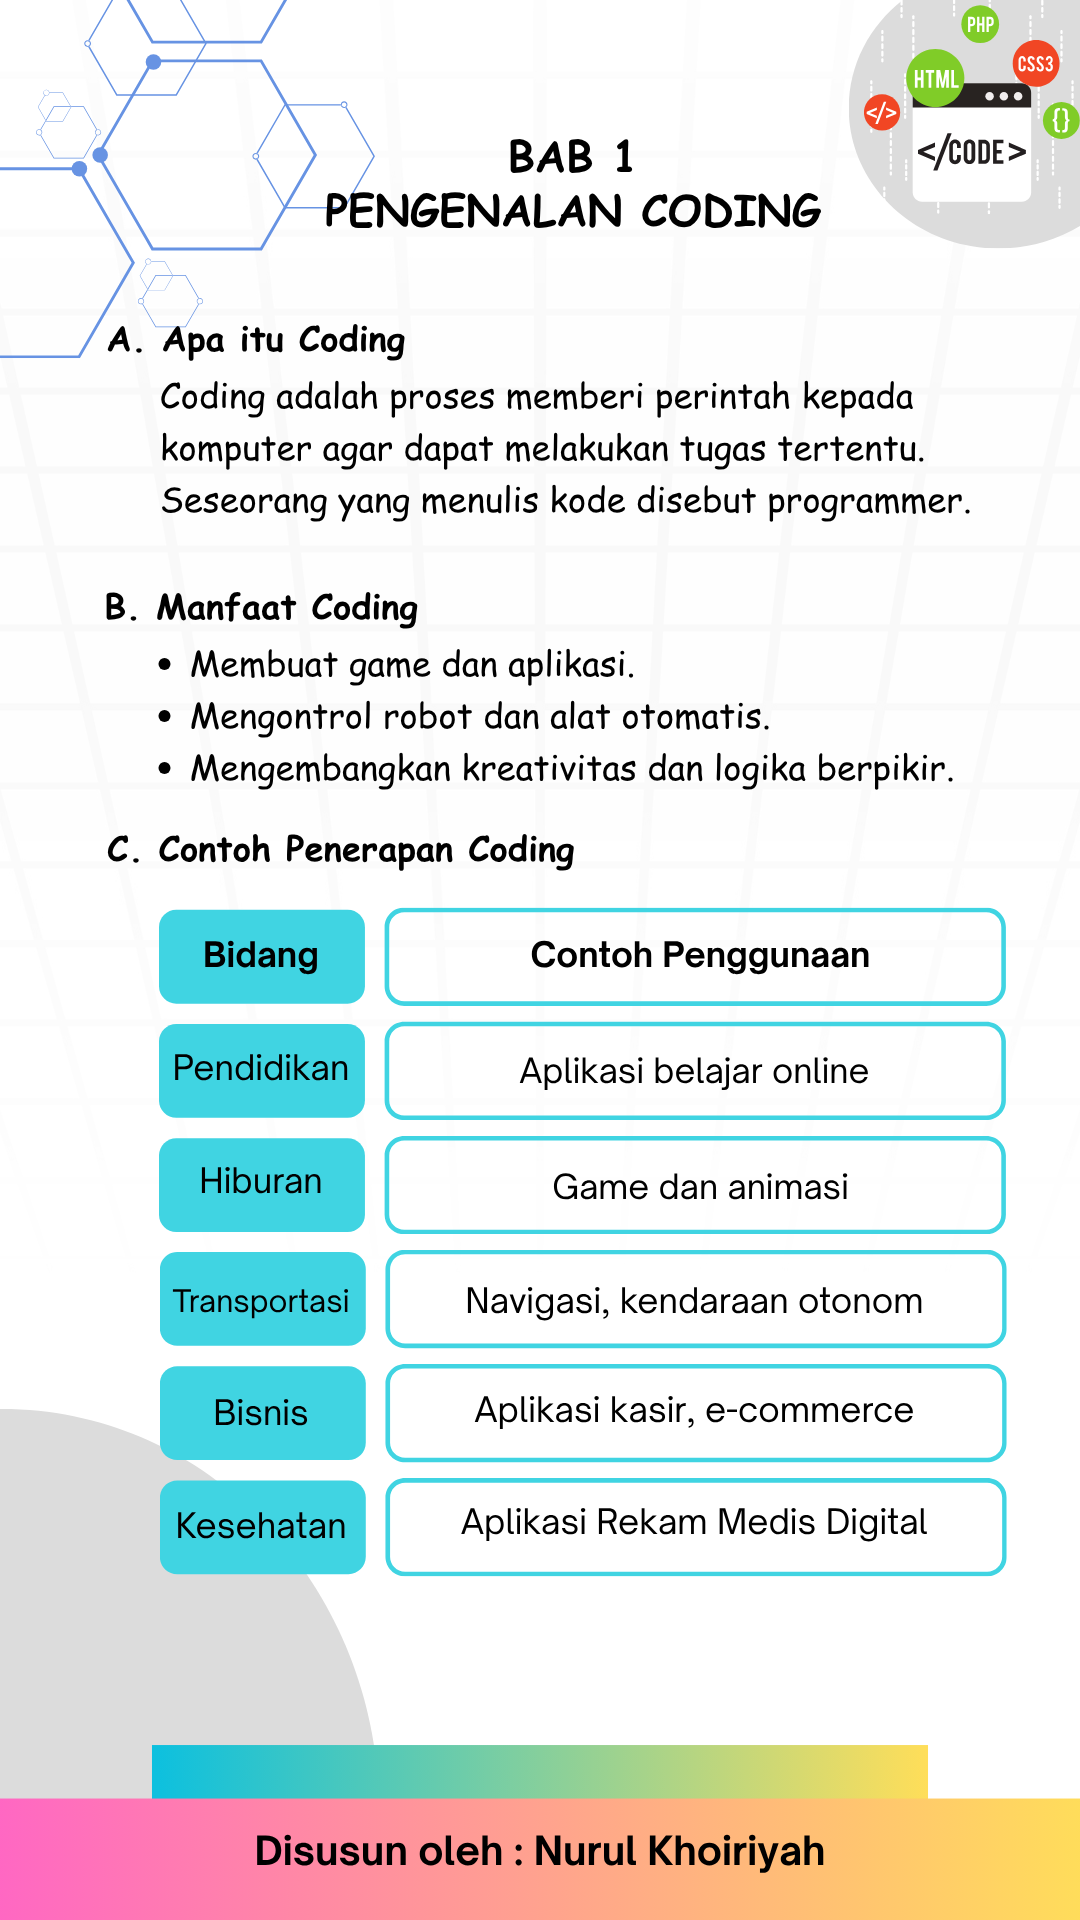 PHP
CSS3
HTML
</>
{}
</CODE>
BAB 1
PENGENALAN CODING
A. Apa itu Coding
Coding adalah proses memberi perintah kepada
komputer agar dapat melakukan tugas tertentu.
Seseorang yang menulis kode disebut programmer.
B. Manfaat Coding
• Membuat game dan aplikasi.
• Mengontrol robot dan alat otomatis.
• Mengembangkan kreativitas dan logika berpikir.
C. Contoh Penerapan Coding
Bidang Contoh Penggunaan
Pendidikan Aplikasi belajar online
Hiburan Game dan animasi
Transportasi Navigasi, kendaraan otonom
Bisnis Aplikasi kasir, e-commerce
Kesehatan Aplikasi Rekam Medis Digital
Disusun oleh : Nurul Khoiriyah